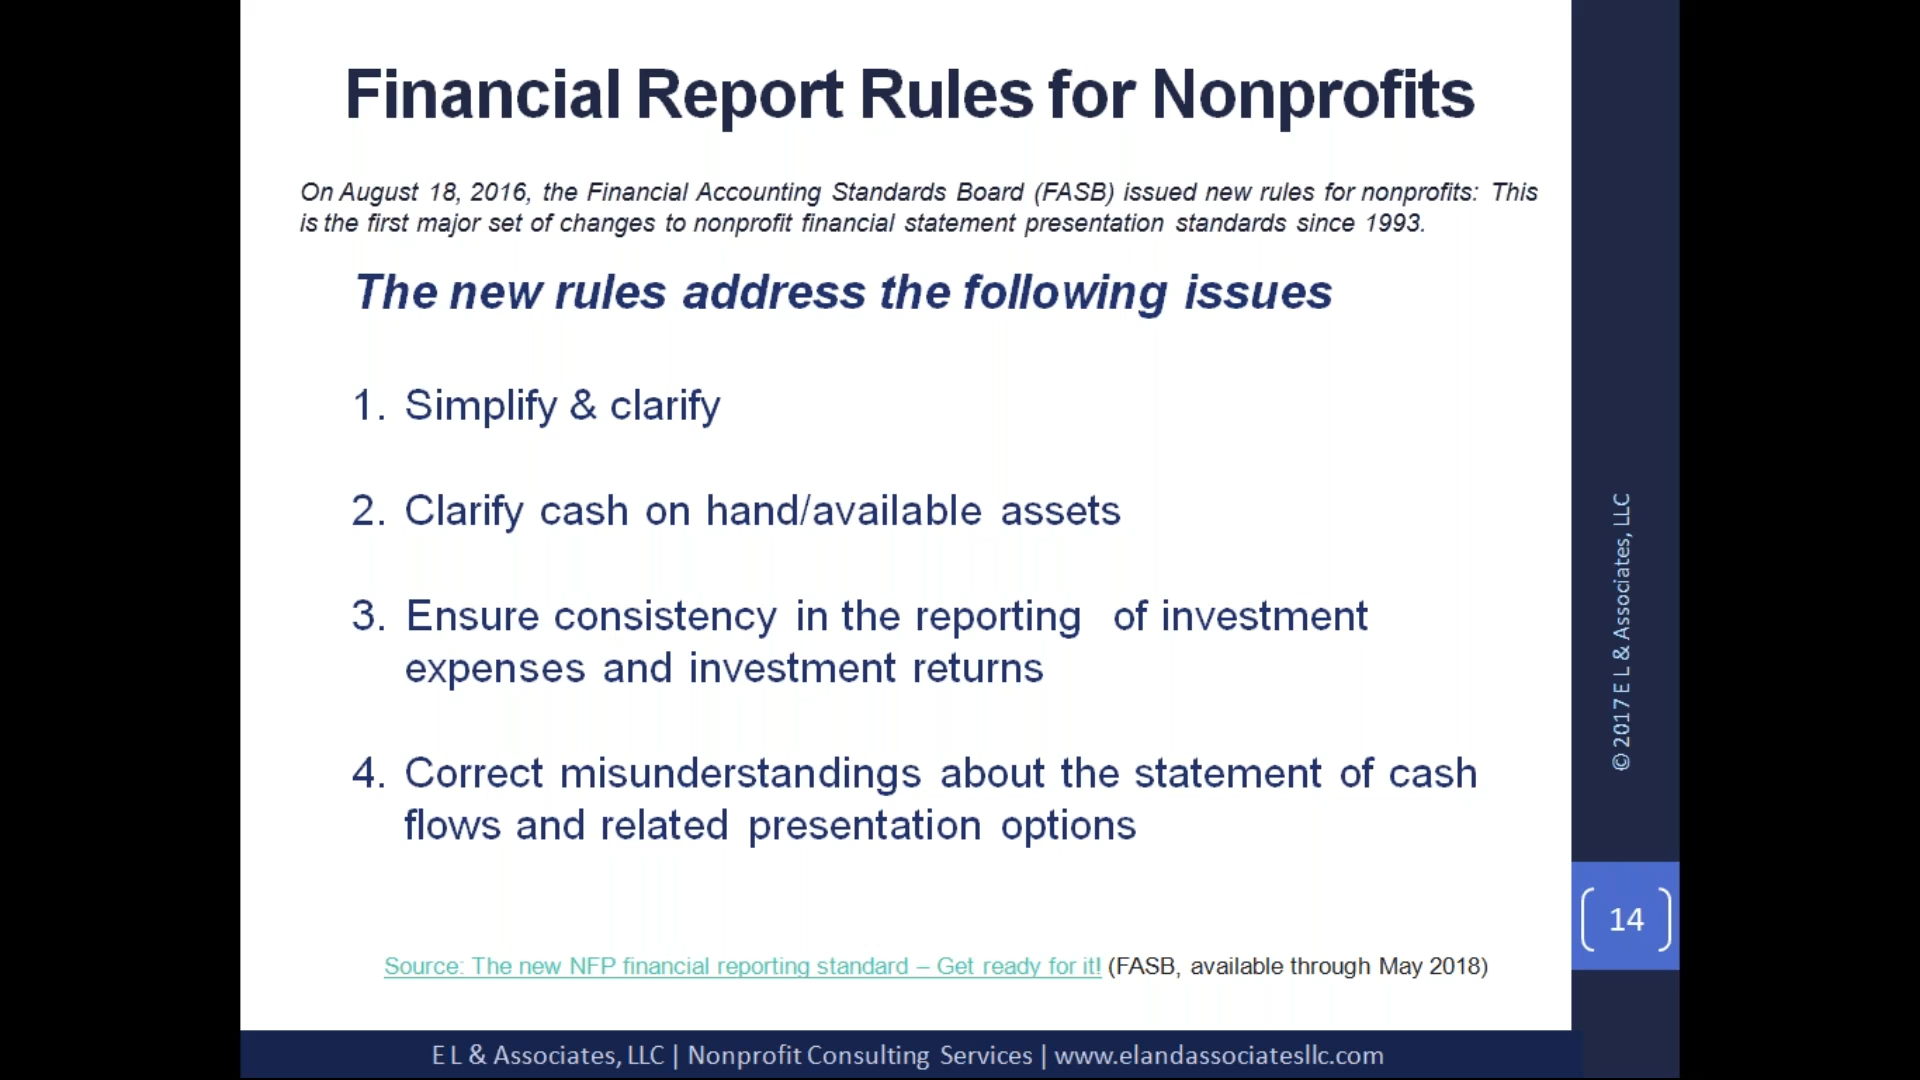 Financial Report Rules for Nonprofits
On August 18, 2016, the Financial Accounting Standards Board (FASB) issued new rules for nonprofits: This
is the first major set of changes to nonprofit financial statement presentation standards since 1993.
The new rules address the following issues
1. Simplify & clarify
2. Clarify cash on hand/available assets
3. Ensure consistency in the reporting of investment
expenses and investment returns
4. Correct misunderstandings about the statement of cash
flows and related presentation options
Source: The new NFP financial reporting standard – Get ready for it! (FASB, available through May 2018)
©2017 E L & Associates, LLC
14
E L & Associates, LLC | Nonprofit Consulting Services | www.elandassociatesllc.com